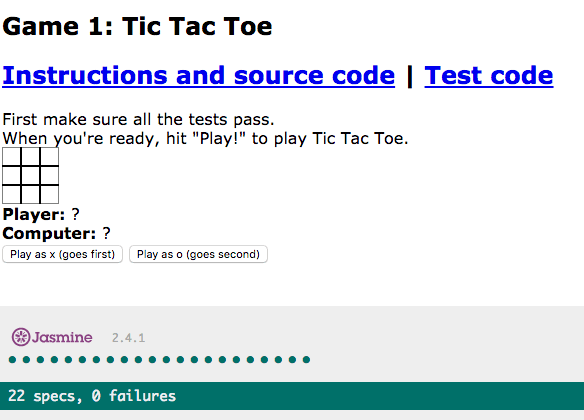 Game 1: Tic Tac Toe
Instructions and source code | Test code
First make sure all the tests pass.
When you're ready, hit "Play!" to play Tic Tac Toe.
Player: ?
Computer: ?
Play as x (goes first) Play as o (goes second)
Jasmine 2.4.1
22 specs, 0 failures